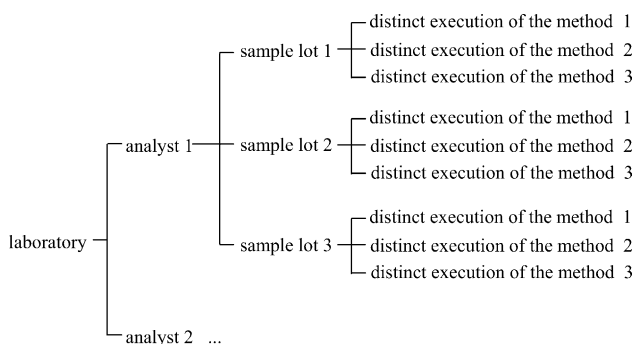 distinct execution of the method 1
sample lot 1 distinct execution of the method 2
distinct execution of the method 3
distinct execution of the method 1
analyst 1 sample lot 2 distinct execution of the method 2
distinct execution of the method 3
distinct execution of the method 1
laboratory sample lot 3 distinct execution of the method 2
distinct execution of the method 3
analyst 2 ...